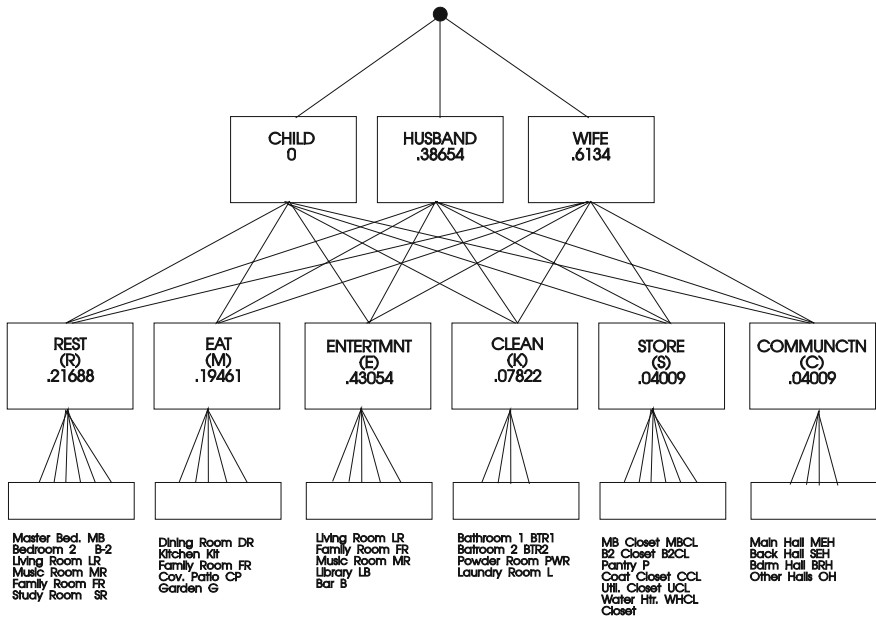 CHILD
0
HUSBAND
.38654
WIFE
.6134
REST
(R)
.21688
EAT
(M)
.19461
ENTERTMNT
(E)
.43054
CLEAN
(K)
.07822
STORE
(S)
.04009
COMMUNCTN
(C)
.04009
Master Bed. MB
Bedroom 2 B-2
Living Room LR
Music Room MR
Family Room FR
Study Room SR
Dining Room DR
Kitchen Kit
Family Room FR
Cov. Patio CP
Garden G
Living Room LR
Family Room FR
Music Room MR
Library LB
Bar B
Bathroom 1 BTR1
Batroom 2 BTR2
Powder Room PWR
Laundry Room L
MB Closet MBCL
B2 Closet B2CL
Pantry P
Coat Closet CCL
Util. Closet UCL
Water Htr. WHCL
Closet
Main Hall MEH
Back Hall SEH
Bdrm Hall BRH
Other Halls OH